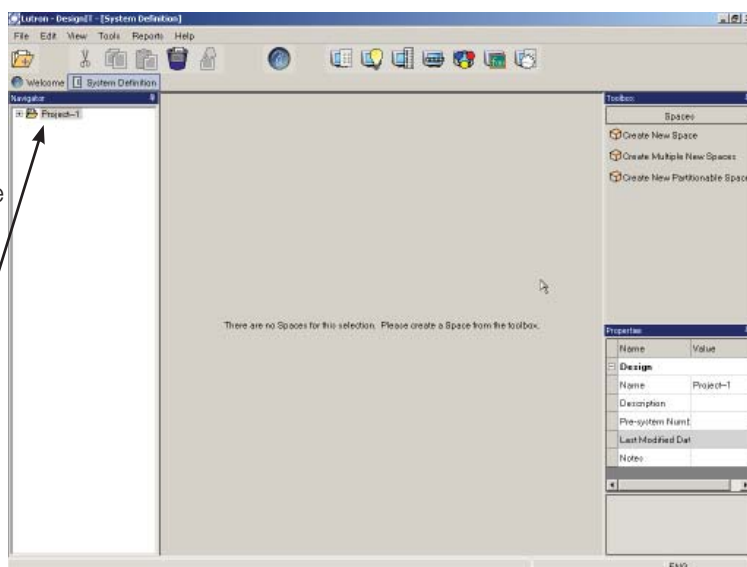 Lutron - DesignIT - [System Definition]
File Edit View Tools Reports Help
Welcome System Definition
Navigator
Project-1
e
There are no Spaces for this selection. Please create a Space from the toolbox.
Toolbox
Spaces
Create New Space
Create Multiple New Spaces
Create New Partitionable Space
Properties
Name Value
Design
Name Project-1
Description
Pre-system Numb
Last Modified Dat
Notes
ENG